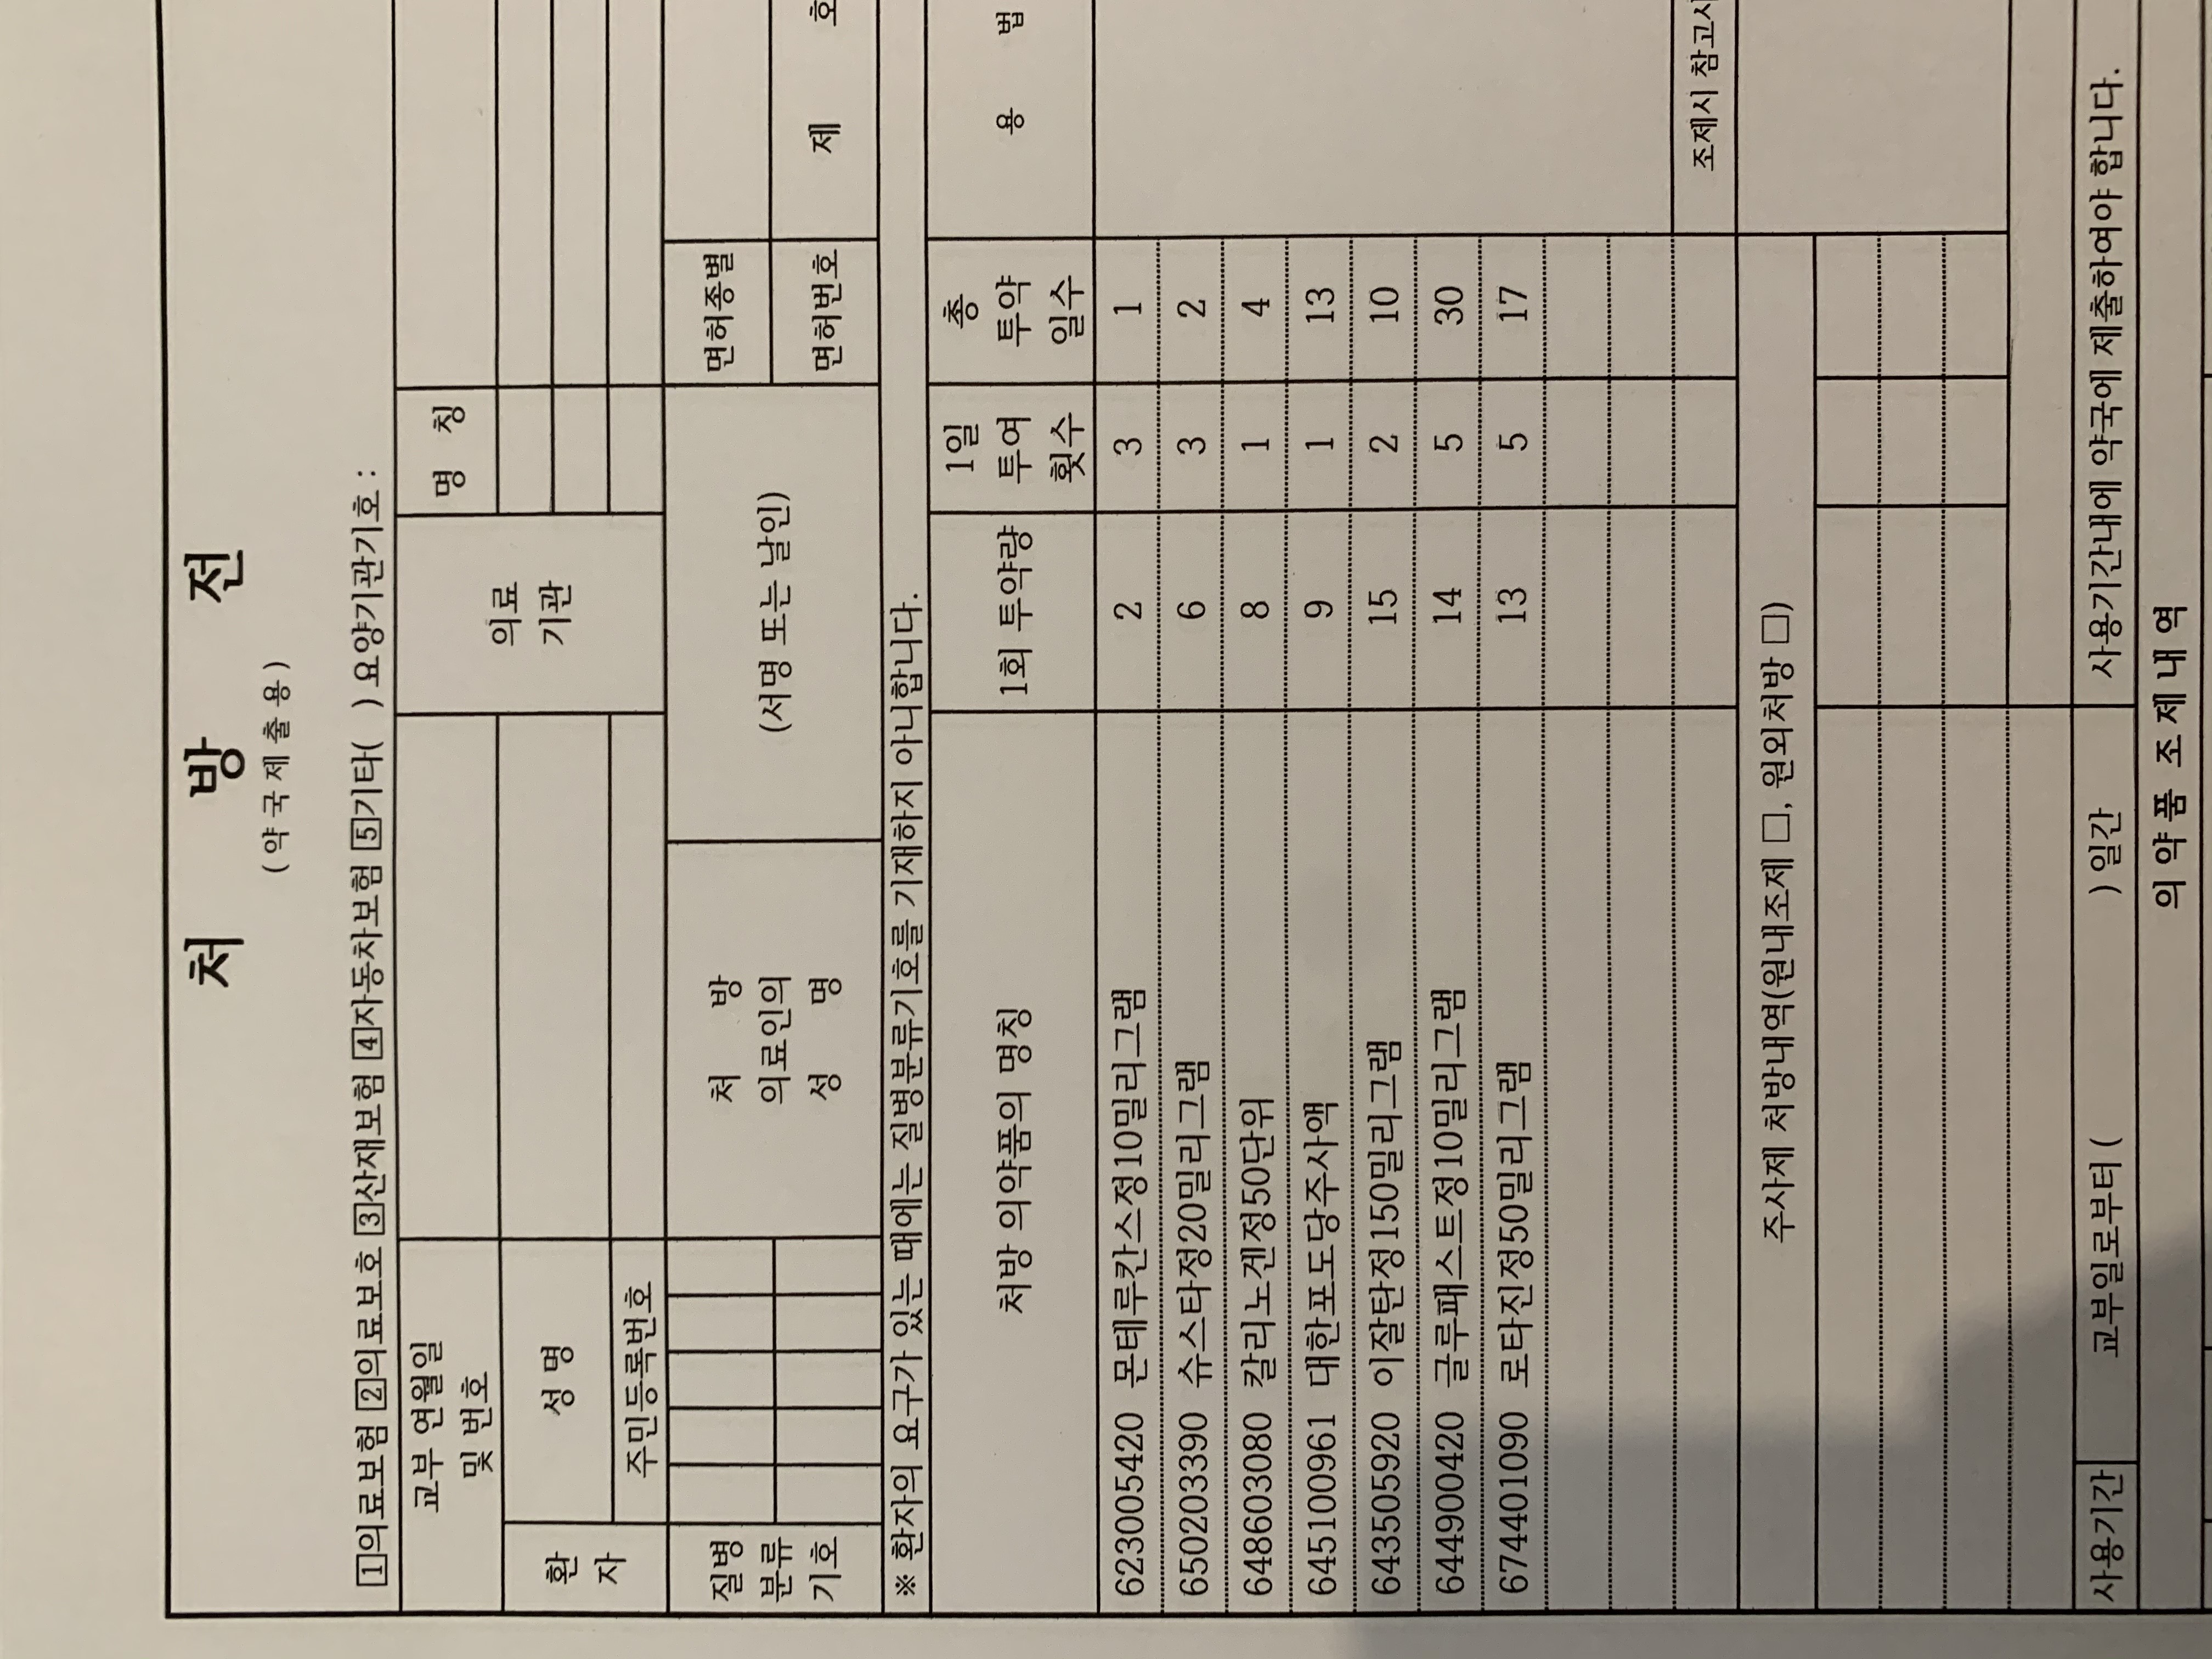 처 방 전
(약국제출용)
1의료보험 2의료보호 3산재보험 4자동차보험 5기타( ) 요양기관기호 :
교부 연월일
및 번호
의료
기관
명 칭
환
자
성 명
주민등록번호
질병
분류
기호
처 방
의료인의
성 명
(서명 또는 날인)
면허종별
면허번호
제 호
※ 환자의 요구가 있는 때에는 질병분류기호를 기재하지 아니합니다.
처방 의약품의 명칭
1회 투약량
1일
투여
횟수
총
투약
일수
용 법
623005420 몬테루칸스정10밀리그램 2 3 1
650203390 슈스타정20밀리그램 6 3 2
648603080 칼리노겐정50단위 8 1 4
645100961 대한포도당주사액 9 1 13
643505920 이잘탄정150밀리그램 15 2 10
644900420 글루패스트정10밀리그램 14 5 30
674401090 로타진정50밀리그램 13 5 17
조제시 참고
주사제 처방내역(원내조제 □, 원외처방 □)
사용기간
교부일로부터 ( ) 일간
사용기간내에 약국에 제출하여야 합니다.
의약품 조제내역